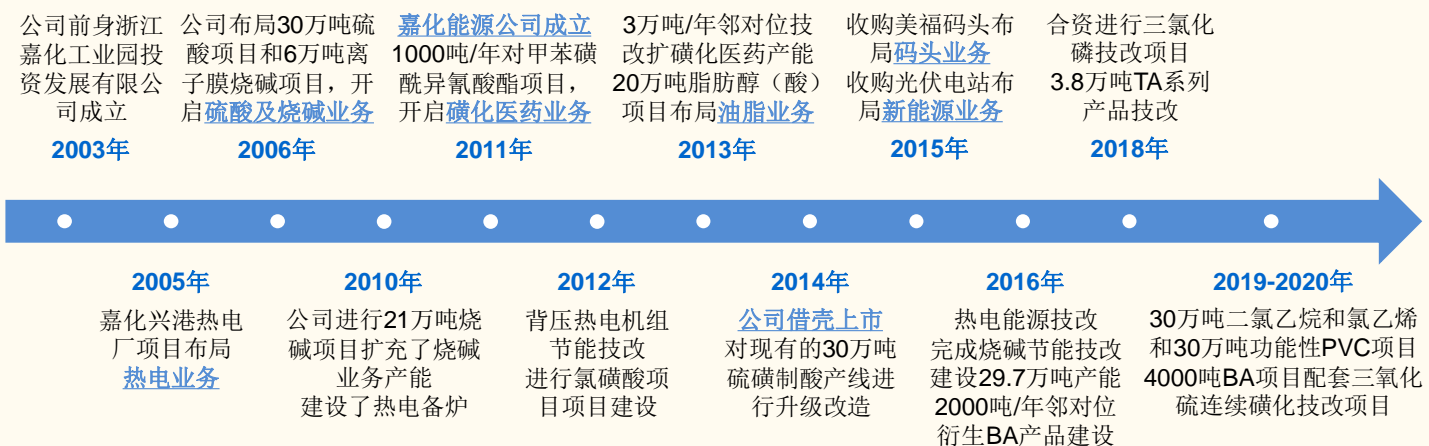 公司前身浙江
嘉化工业园投
资发展有限公
司成立
2003年
公司布局30万吨硫
酸项目和6万吨离
子膜烧碱项目，开
启硫酸及烧碱业务
2006年
嘉化能源公司成立
1000吨/年对甲苯磺
酰异氰酸酯项目，
开启磺化医药业务
2011年
3万吨/年邻对位技
改扩磺化医药产能
20万吨脂肪醇（酸）
项目布局油脂业务
2013年
收购美福码头布
局码头业务
收购光伏电站布
局新能源业务
2015年
合资进行三氯化
磷技改项目
3.8万吨TA系列
产品技改
2018年
2005年
嘉化兴港热电
厂项目布局
热电业务
2010年
公司进行21万吨烧
碱项目扩充了烧碱
业务产能
建设了热电备炉
2012年
背压热电机组
节能技改
进行氯磺酸项
目项目建设
2014年
公司借壳上市
对现有的30万吨
硫磺制酸产线进
行升级改造
2016年
热电能源技改
完成烧碱节能技改
建设29.7万吨产能
2000吨/年邻对位
衍生BA产品建设
2019-2020年
30万吨二氯乙烷和氯乙烯
和30万吨功能性PVC项目
4000吨BA项目配套三氧化
硫连续磺化技改项目